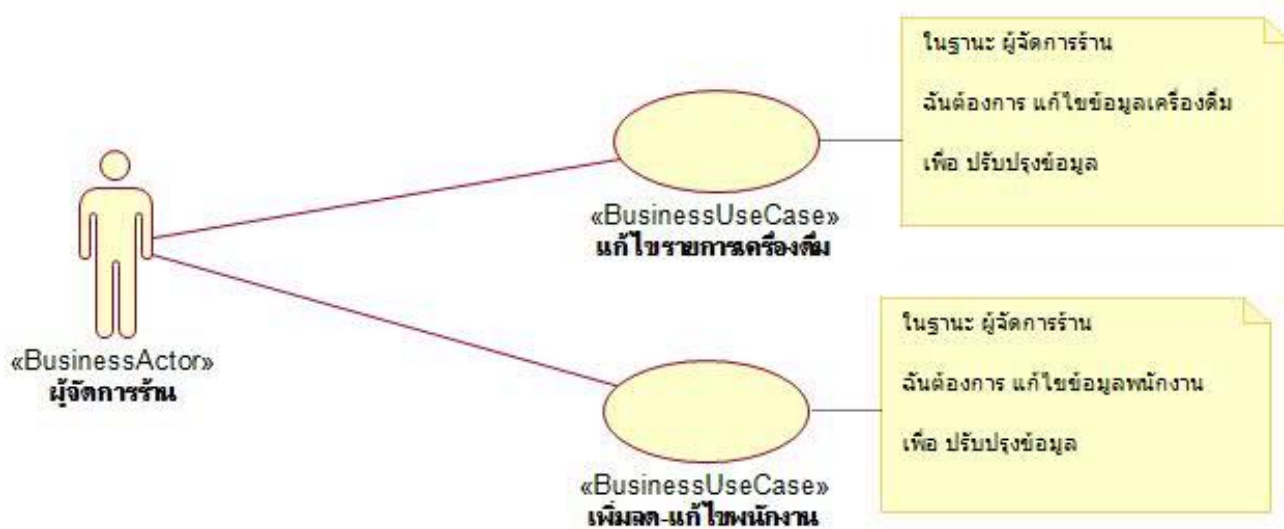 ในฐานะ ผู้จัดการร้าน
ฉันต้องการ แก้ไขข้อมูลเครื่องดื่ม
เพื่อ ปรับปรุงข้อมูล
«BusinessUseCase»
แก้ไขรายการเครื่องดื่ม
«BusinessActor»
ผู้จัดการร้าน
ในฐานะ ผู้จัดการร้าน
ฉันต้องการ แก้ไขข้อมูลพนักงาน
เพื่อ ปรับปรุงข้อมูล
«BusinessUseCase»
เพิ่มลด-แก้ไขพนักงาน